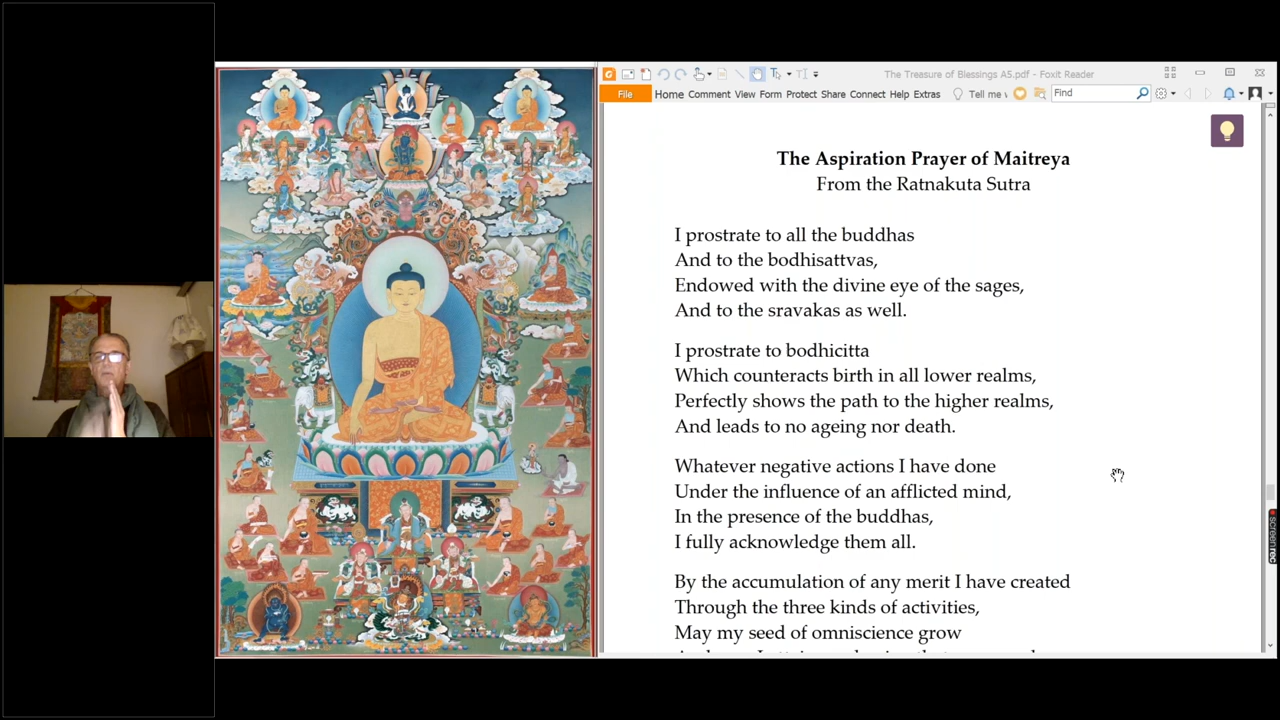 The Treasure of Blessings A5.pdf - Foxit Reader
File Home Comment View Form Protect Share Connect Help Extras Tell me Find
The Aspiration Prayer of Maitreya
From the Ratnakuta Sutra
I prostrate to all the buddhas
And to the bodhisattvas,
Endowed with the divine eye of the sages,
And to the sravakas as well.
I prostrate to bodhicitta
Which counteracts birth in all lower realms,
Perfectly shows the path to the higher realms,
And leads to no ageing nor death.
Whatever negative actions I have done
Under the influence of an afflicted mind,
In the presence of the buddhas,
I fully acknowledge them all.
By the accumulation of any merit I have created
Through the three kinds of activities,
May my seed of omniscience grow
screenrec